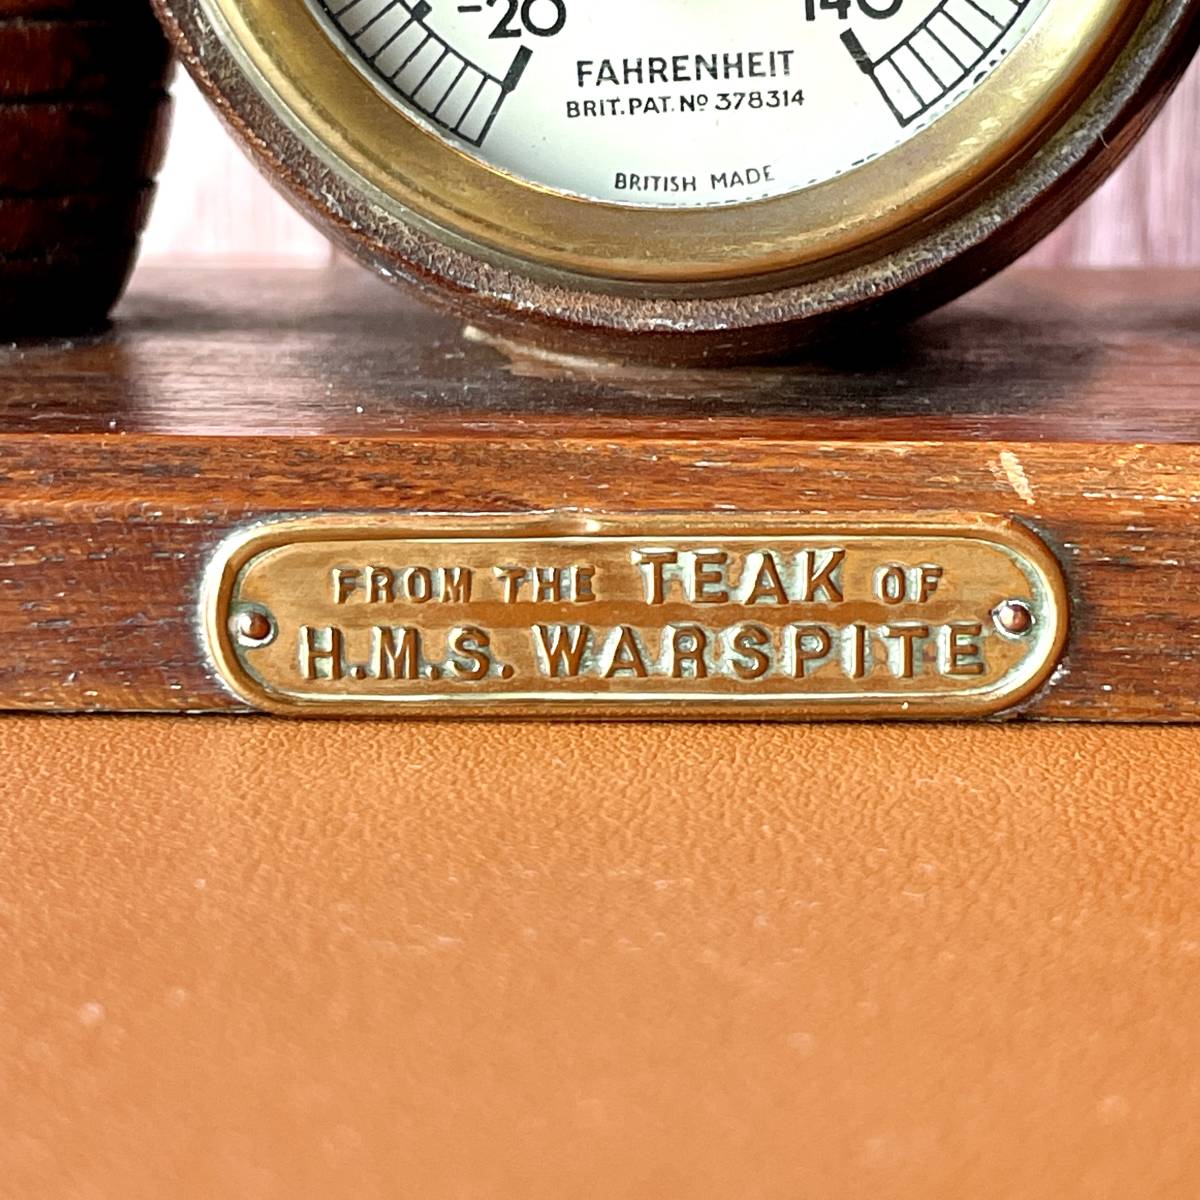 -20 140
FAHRENHEIT
BRIT. PAT. Nº 378314
BRITISH MADE
FROM THE TEAK OF
H.M.S. WARSPITE